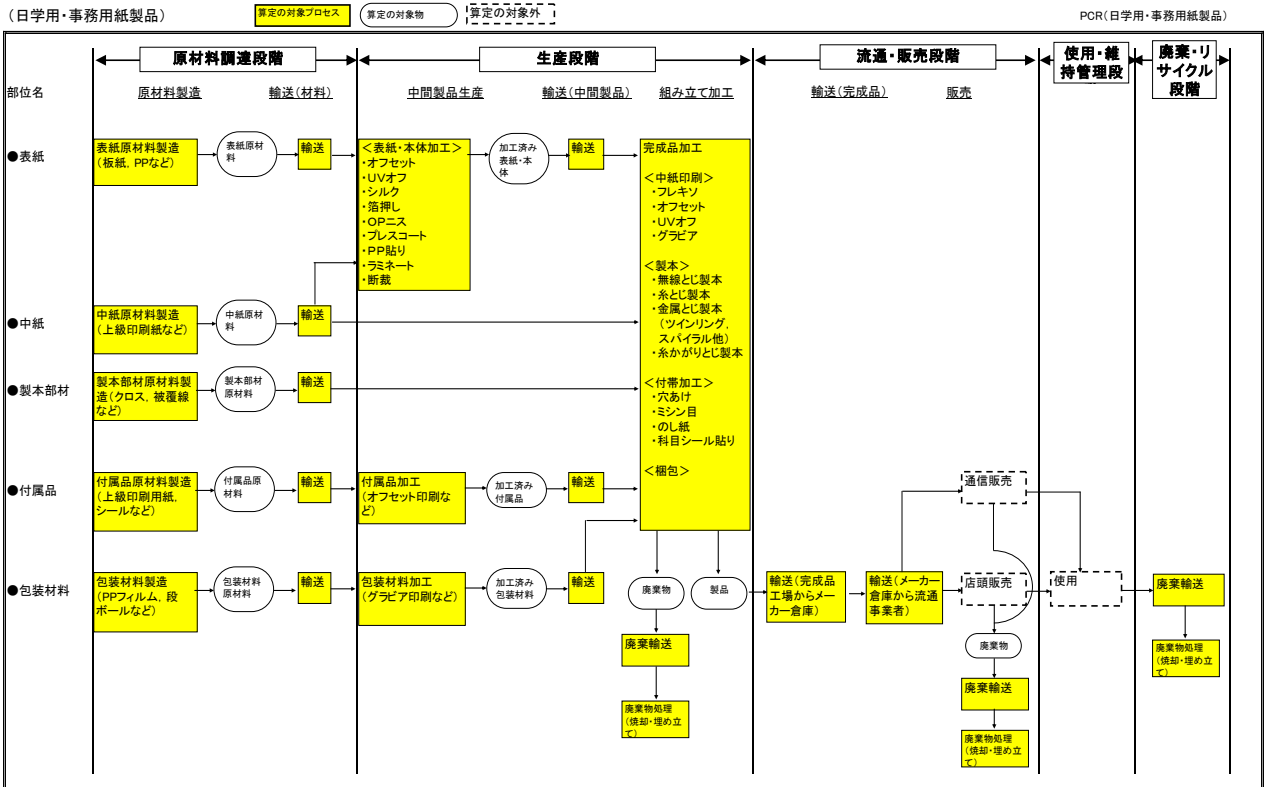 (日学用・事務用紙製品)
算定の対象プロセス
算定の対象物
算定の対象外
PCR(日学用・事務用紙製品)
原材料調達段階
生産段階
流通・販売段階
使用・維
持管理段
廃棄・リ
サイクル
段階
部位名
原材料製造
輸送(材料)
中間製品生産
輸送(中間製品)
組み立て加工
輸送(完成品)
販売
●表紙
表紙原材料製造
(板紙, PPなど)
表紙原材
料
輸送
<表紙・本体加工>
・オフセット
・UVオフ
・シルク
・箔押し
・OPニス
・プレスコート
・PP貼り
・ラミネート
・断裁
加工済み
表紙・本
体
輸送
完成品加工
<中紙印刷>
・フレキソ
・オフセット
・UVオフ
・グラビア
<製本>
・無線とじ製本
・糸とじ製本
・金属とじ製本
(ツインリング,
スパイラル他)
・糸かがりとじ製本
<付帯加工>
・穴あけ
・ミシン目
・のし紙
・科目シール貼り
<梱包>
●中紙
中紙原材料製造
(上級印刷紙など)
中紙原材
料
輸送
●製本部材
製本部材原材料製
造(クロス, 被覆線
など)
製本部材
原材料
輸送
●付属品
付属品原材料製造
(上級印刷用紙,
シールなど)
付属品原
材料
輸送
付属品加工
(オフセット印刷な
ど)
加工済み
付属品
輸送
通信販売
●包装材料
包装材料製造
(PPフィルム, 段
ボールなど)
包装材料
原材料
輸送
包装材料加工
(グラビア印刷など)
加工済み
包装材料
輸送
廃棄物
製品
輸送(完成品
工場からメー
カー倉庫)
輸送(メーカー
倉庫から流通
事業者)
店頭販売
使用
廃棄輸送
廃棄輸送
廃棄物処理
(焼却・埋め立
て)
廃棄物
廃棄輸送
廃棄物処理
(焼却・埋め立
て)
廃棄物処理
(焼却・埋め立
て)